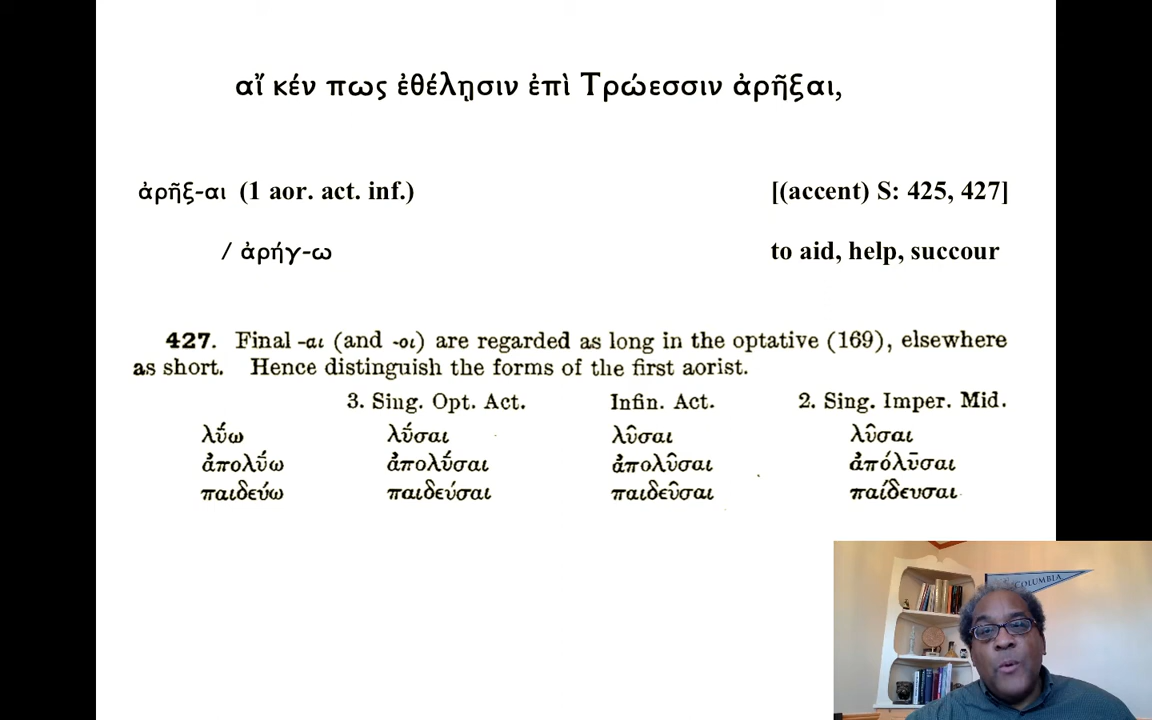 αἴ κέν πως ἐθέλῃσιν ἐπὶ Τρώεσσιν ἀρῆξαι,
ἀρῆξ-αι (1 aor. act. inf.) [(accent) S: 425, 427]
/ ἀρήγ-ω to aid, help, succour
427. Final -αι (and -οι) are regarded as long in the optative (169), elsewhere
as short. Hence distinguish the forms of the first aorist.
3. Sing. Opt. Act. Infin. Act. 2. Sing. Imper. Mid.
λῡ́ω λῡ́σαι λῦσαι λῦσαι
ἀπολῡ́ω ἀπολῡ́σαι ἀπολῦσαι ἀπόλῡσαι
παιδεύω παιδεύσαι παιδεῦσαι παίδευσαι
COLUMBIA